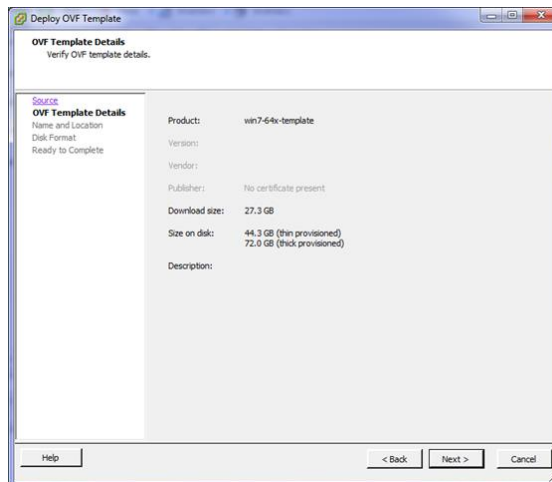 Deploy OVF Template
OVF Template Details
Verify OVF template details.
Source
OVF Template Details
Name and Location
Disk Format
Ready to Complete
Product: win7-64x-template
Version:
Vendor:
Publisher: No certificate present
Download size: 27.3 GB
Size on disk: 44.3 GB (thin provisioned)
72.0 GB (thick provisioned)
Description:
Help < Back Next > Cancel